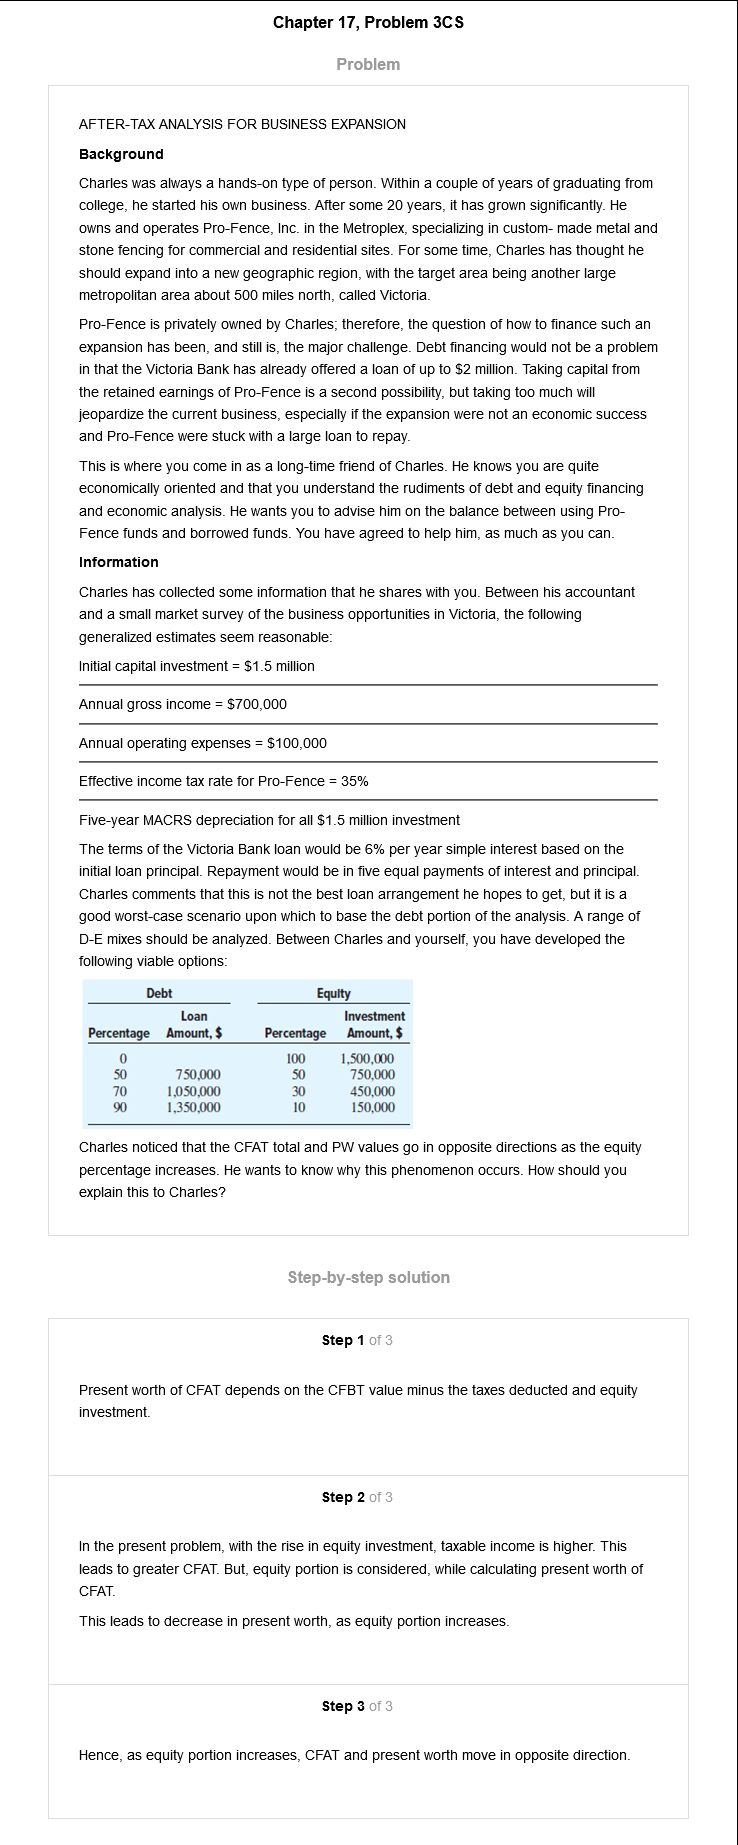 Chapter 17, Problem 3CS
Problem
AFTER-TAX ANALYSIS FOR BUSINESS EXPANSION
Background
Charles was always a hands-on type of person. Within a couple of years of graduating from
college, he started his own business. After some 20 years, it has grown significantly. He
owns and operates Pro-Fence, Inc. in the Metroplex, specializing in custom- made metal and
stone fencing for commercial and residential sites. For some time, Charles has thought he
should expand into a new geographic region, with the target area being another large
metropolitan area about 500 miles north, called Victoria.
Pro-Fence is privately owned by Charles; therefore, the question of how to finance such an
expansion has been, and still is, the major challenge. Debt financing would not be a problem
in that the Victoria Bank has already offered a loan of up to $2 million. Taking capital from
the retained earnings of Pro-Fence is a second possibility, but taking too much will
jeopardize the current business, especially if the expansion were not an economic success
and Pro-Fence were stuck with a large loan to repay.
This is where you come in as a long-time friend of Charles. He knows you are quite
economically oriented and that you understand the rudiments of debt and equity financing
and economic analysis. He wants you to advise him on the balance between using Pro-
Fence funds and borrowed funds. You have agreed to help him, as much as you can.
Information
Charles has collected some information that he shares with you. Between his accountant
and a small market survey of the business opportunities in Victoria, the following
generalized estimates seem reasonable:
Initial capital investment = $1.5 million
Annual gross income = $700,000
Annual operating expenses = $100,000
Effective income tax rate for Pro-Fence = 35%
Five-year MACRS depreciation for all $1.5 million investment
The terms of the Victoria Bank loan would be 6% per year simple interest based on the
initial loan principal. Repayment would be in five equal payments of interest and principal.
Charles comments that this is not the best loan arrangement he hopes to get, but it is a
good worst-case scenario upon which to base the debt portion of the analysis. A range of
D-E mixes should be analyzed. Between Charles and yourself, you have developed the
following viable options:
Debt Equity
Loan Investment
Percentage Amount, $ Percentage Amount, $
0 100 1,500,000
50 750,000 50 750,000
70 1,050,000 30 450,000
90 1,350,000 10 150,000
Charles noticed that the CFAT total and PW values go in opposite directions as the equity
percentage increases. He wants to know why this phenomenon occurs. How should you
explain this to Charles?
Step-by-step solution
Step 1 of 3
Present worth of CFAT depends on the CFBT value minus the taxes deducted and equity
investment.
Step 2 of 3
In the present problem, with the rise in equity investment, taxable income is higher. This
leads to greater CFAT. But, equity portion is considered, while calculating present worth of
CFAT.
This leads to decrease in present worth, as equity portion increases.
Step 3 of 3
Hence, as equity portion increases, CFAT and present worth move in opposite direction.